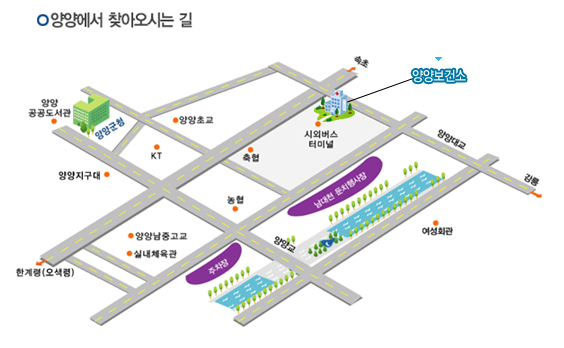 양양에서 찾아오시는 길
속초
양양보건소
양양
공공도서관
양양군청
양양초교
시외버스
터미널
양양대교
KT
축협
강릉
양양지구대
남대천 둔치행사장
농협
여성회관
양양남중고교
양양교
실내체육관
주차장
한계령(오색령)